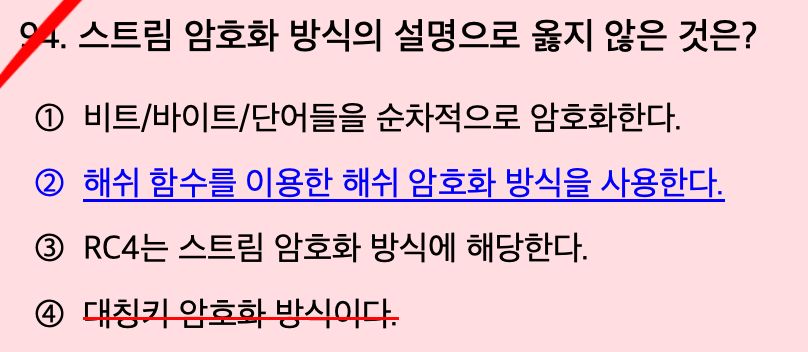 94. 스트림 암호화 방식의 설명으로 옳지 않은 것은?
① 비트/바이트/단어들을 순차적으로 암호화한다.
② 해쉬 함수를 이용한 해쉬 암호화 방식을 사용한다.
③ RC4는 스트림 암호화 방식에 해당한다.
④ 대칭키 암호화 방식이다.